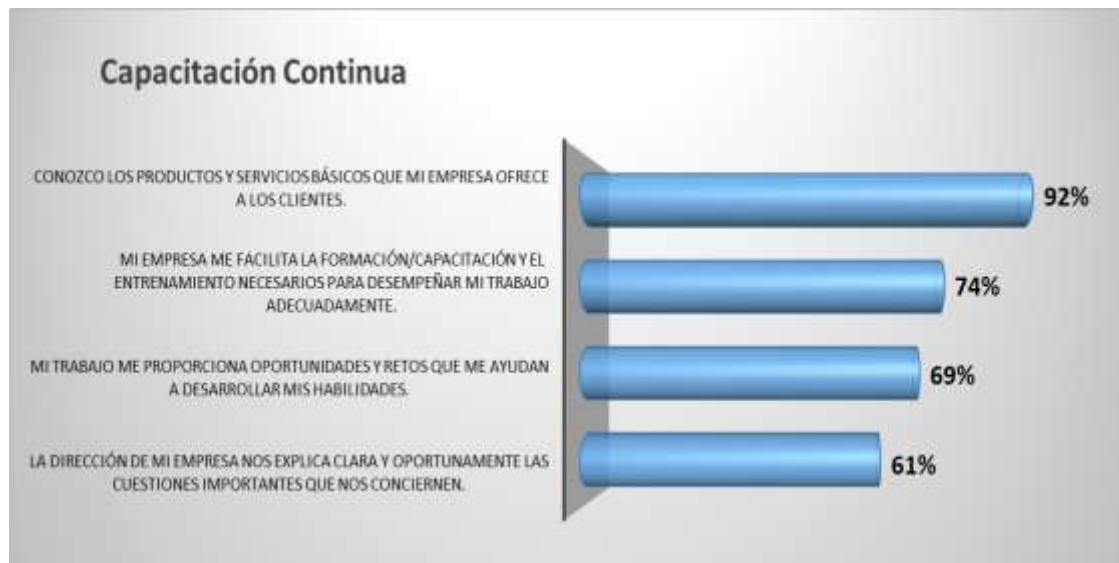 Capacitación Continua
CONOZCO LOS PRODUCTOS Y SERVICIOS BÁSICOS QUE MI EMPRESA OFRECE
A LOS CLIENTES.
92%
MI EMPRESA ME FACILITA LA FORMACIÓN/CAPACITACIÓN Y EL
ENTRENAMIENTO NECESARIOS PARA DESEMPEÑAR MI TRABAJO
ADECUADAMENTE.
74%
MI TRABAJO ME PROPORCIONA OPORTUNIDADES Y RETOS QUE ME AYUDAN
A DESARROLLAR MIS HABILIDADES.
69%
LA DIRECCIÓN DE MI EMPRESA NOS EXPLICA CLARA Y OPORTUNAMENTE LAS
CUESTIONES IMPORTANTES QUE NOS CONCIERNEN.
61%